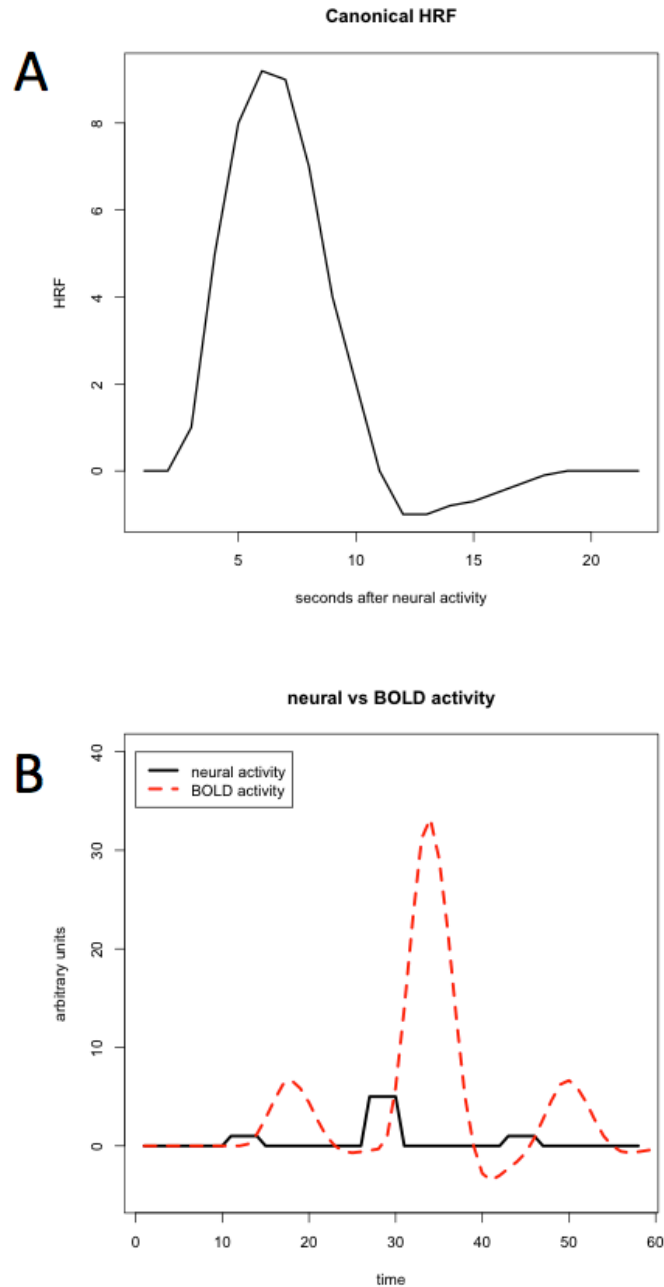 Canonical HRF
A
8
6
4
2
0
HRF
5 10 15 20
seconds after neural activity
neural vs BOLD activity
B
neural activity
BOLD activity
40
30
20
10
0
arbitrary units
0 10 20 30 40 50 60
time